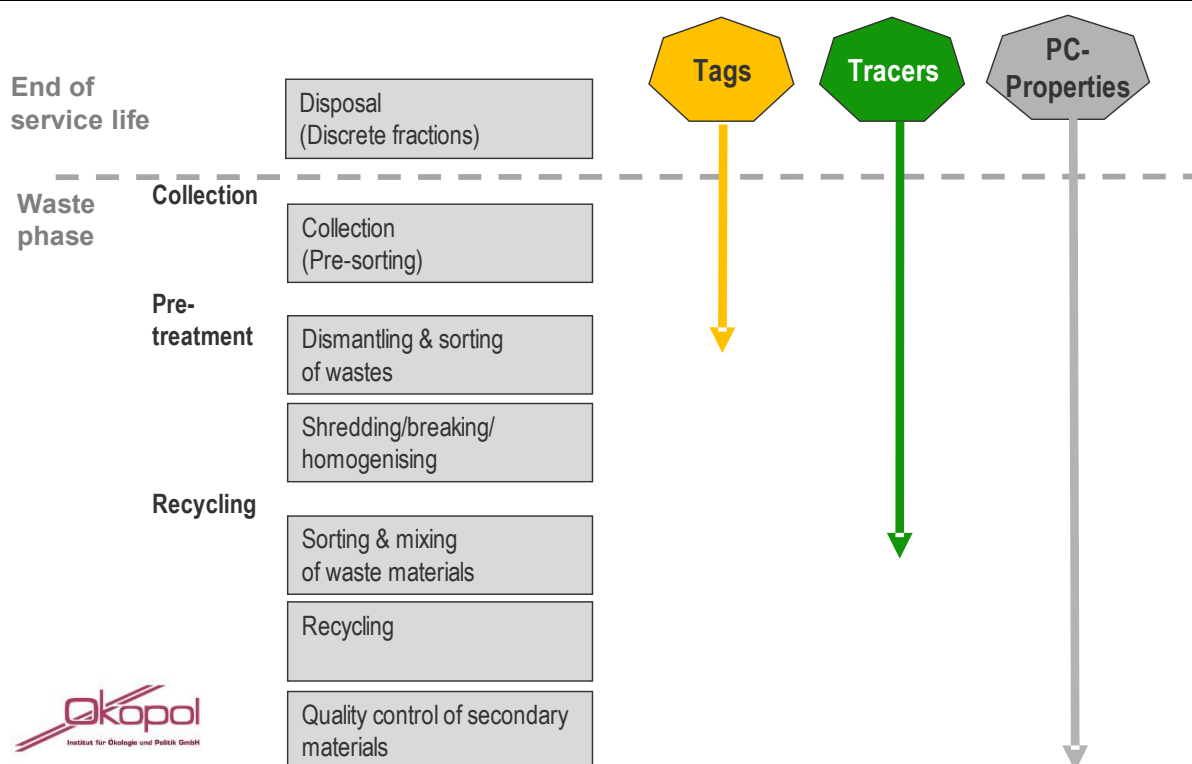 Tags
Tracers
PC-
Properties
End of
service life
Disposal
(Discrete fractions)
Waste
phase
Collection
Collection
(Pre-sorting)
Pre-
treatment
Dismantling & sorting
of wastes
Shredding/breaking/
homogenising
Recycling
Sorting & mixing
of waste materials
Recycling
Quality control of secondary
materials
Ökopol
Institut für Ökologie und Politik GmbH